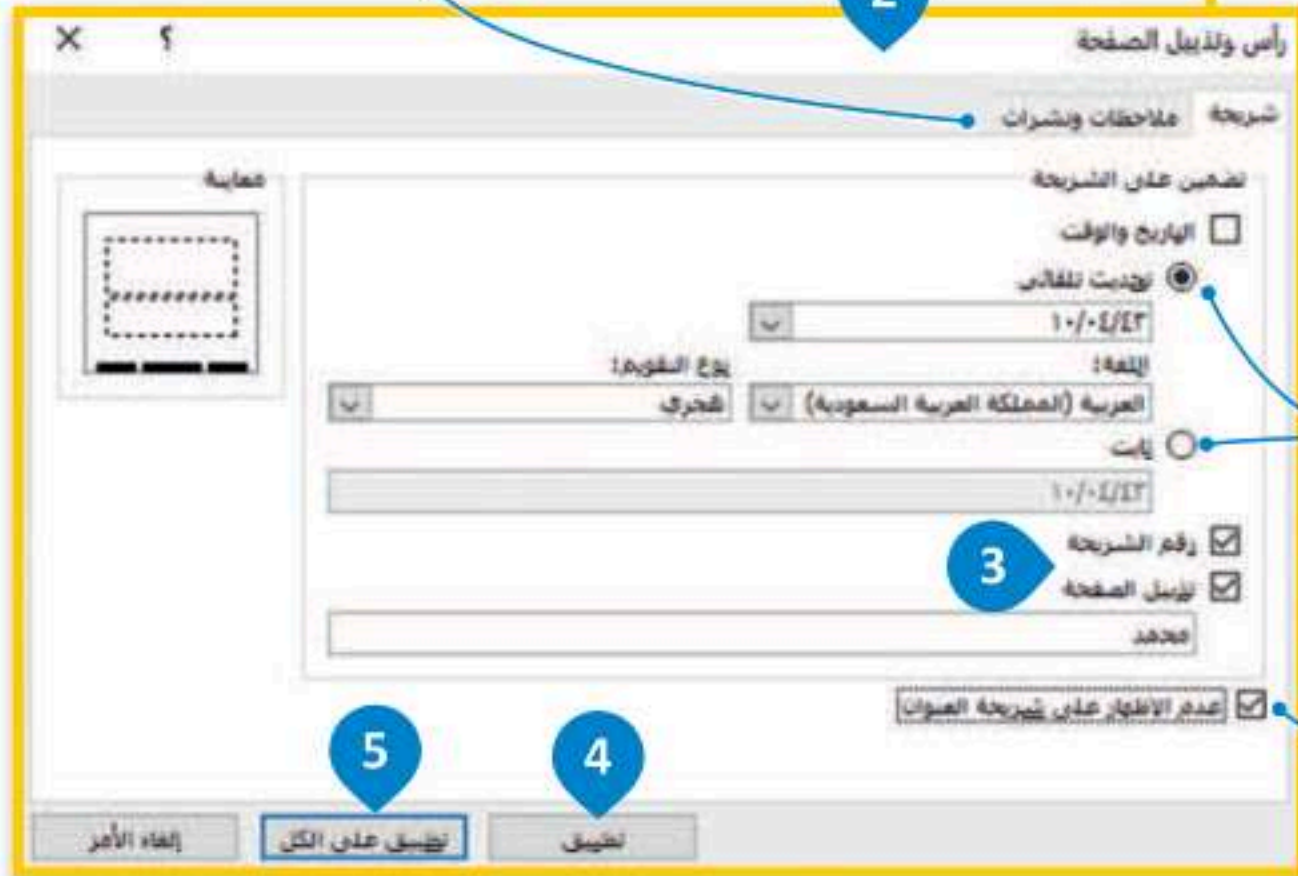 2
رأس وتذييل الصفحة
؟
×
شريحة ملاحظات ونشرات
تضمين على الشريحة
معاينة
التاريخ والوقت
تحديث تلقائي
١٠/٠٤/٤٣
اللغة: نوع التقويم:
العربية (المملكة العربية السعودية) هجري
ثابت
١٠/٠٤/٤٣
رقم الشريحة
3
تذييل الصفحة
محمد
عدم الاظهار على شريحة العنوان
4
5
تطبيق تطبيق على الكل إلغاء الأمر